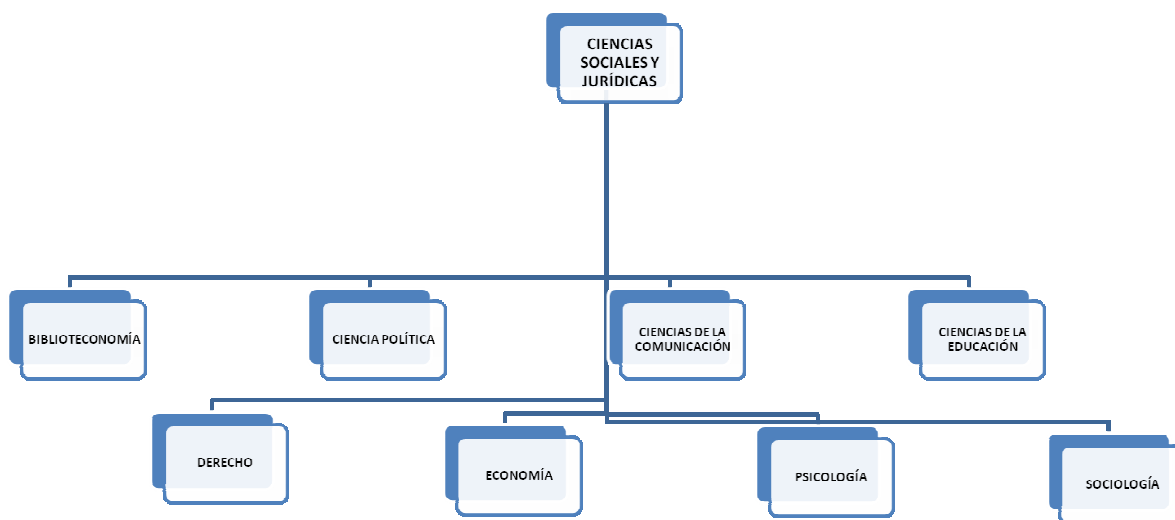 CIENCIAS
SOCIALES Y
JURÍDICAS
BIBLIOTECONOMÍA
CIENCIA POLÍTICA
CIENCIAS DE LA
COMUNICACIÓN
CIENCIAS DE LA
EDUCACIÓN
DERECHO
ECONOMÍA
PSICOLOGÍA
SOCIOLOGÍA